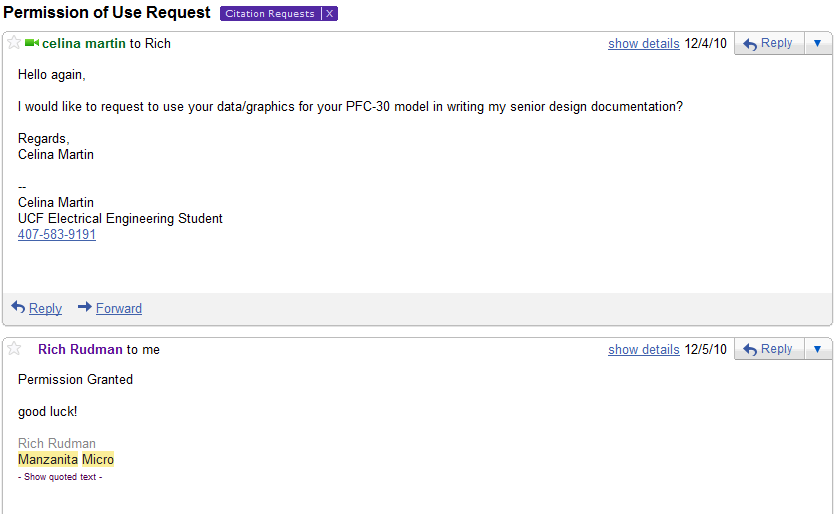 Permission of Use Request Citation Requests X
celina martin to Rich show details 12/4/10 Reply
Hello again,
I would like to request to use your data/graphics for your PFC-30 model in writing my senior design documentation?
Regards,
Celina Martin
--
Celina Martin
UCF Electrical Engineering Student
407-583-9191
Reply Forward
Rich Rudman to me show details 12/5/10 Reply
Permission Granted
good luck!
Rich Rudman
Manzanita Micro
- Show quoted text -